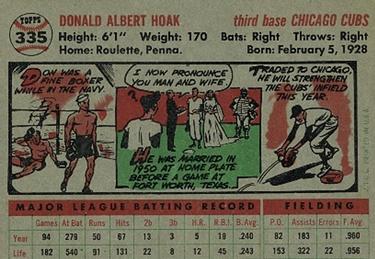 TOPPS
335
DONALD ALBERT HOAK
third base CHICAGO CUBS
Height: 6'1" Weight: 170 Bats: Right Throws: Right
Home: Roulette, Penna. Born: February 5, 1928
DON WAS A
FINE BOXER
WHILE IN THE NAVY.
I NOW PRONOUNCE
YOU MAN AND WIFE
HE WAS MARRIED
IN 1950 AT HOME PLATE
BEFORE A GAME AT
FORT WORTH, TEXAS.
TRADED TO CHICAGO,
HE WILL STRENGTHEN
THE CUBS' INFIELD
THIS YEAR.
MAJOR LEAGUE BATTING RECORD FIELDING
Games At Bat Runs Hits 2b 3b H.R. R.B.I. B.Avg. P.O. Assists Errors F.Avg.
Year 94 279 50 67 13 3 5 19 .240 82 183 11 .960
Life 182 540 91 131 22 8 12 45 .243 153 322 22 .956